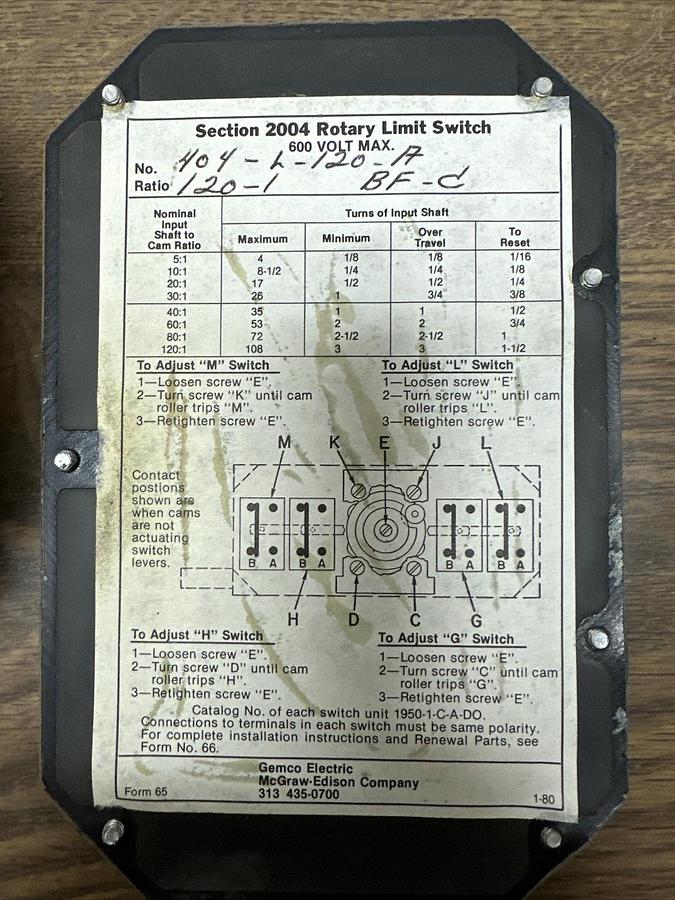 Section 2004 Rotary Limit Switch
600 VOLT MAX.
No. 404-L-120-A
Ratio 120-1 BF-C
Nominal Input Shaft to Cam Ratio
Turns of Input Shaft
Maximum Minimum Over Travel To Reset
5:1 4 1/8 1/8 1/16
10:1 8-1/2 1/4 1/4 1/8
20:1 17 1/2 1/2 1/4
30:1 26 1 3/4 3/8
40:1 35 1 1 1/2
60:1 53 2 2 3/4
80:1 72 2-1/2 2-1/2 1
120:1 108 3 3 1-1/2
To Adjust "M" Switch
1—Loosen screw "E".
2—Turn screw "K" until cam
roller trips "M".
3—Retighten screw "E".
To Adjust "L" Switch
1—Loosen screw "E".
2—Turn screw "J" until cam
roller trips "L".
3—Retighten screw "E".
M K E J L
Contact
postions
shown are
when cams
are not
actuating
switch
levers.
B A B A B A B A
H D C G
To Adjust "H" Switch
1—Loosen screw "E".
2—Turn screw "D" until cam
roller trips "H".
3—Retighten screw "E".
To Adjust "G" Switch
1—Loosen screw "E".
2—Turn screw "C" until cam
roller trips "G".
3—Retighten screw "E".
Catalog No. of each switch unit 1950-1-C-A-DO.
Connections to terminals in each switch must be same polarity.
For complete installation instructions and Renewal Parts, see
Form No. 66.
Gemco Electric
McGraw-Edison Company
313 435-0700
Form 65
1-80